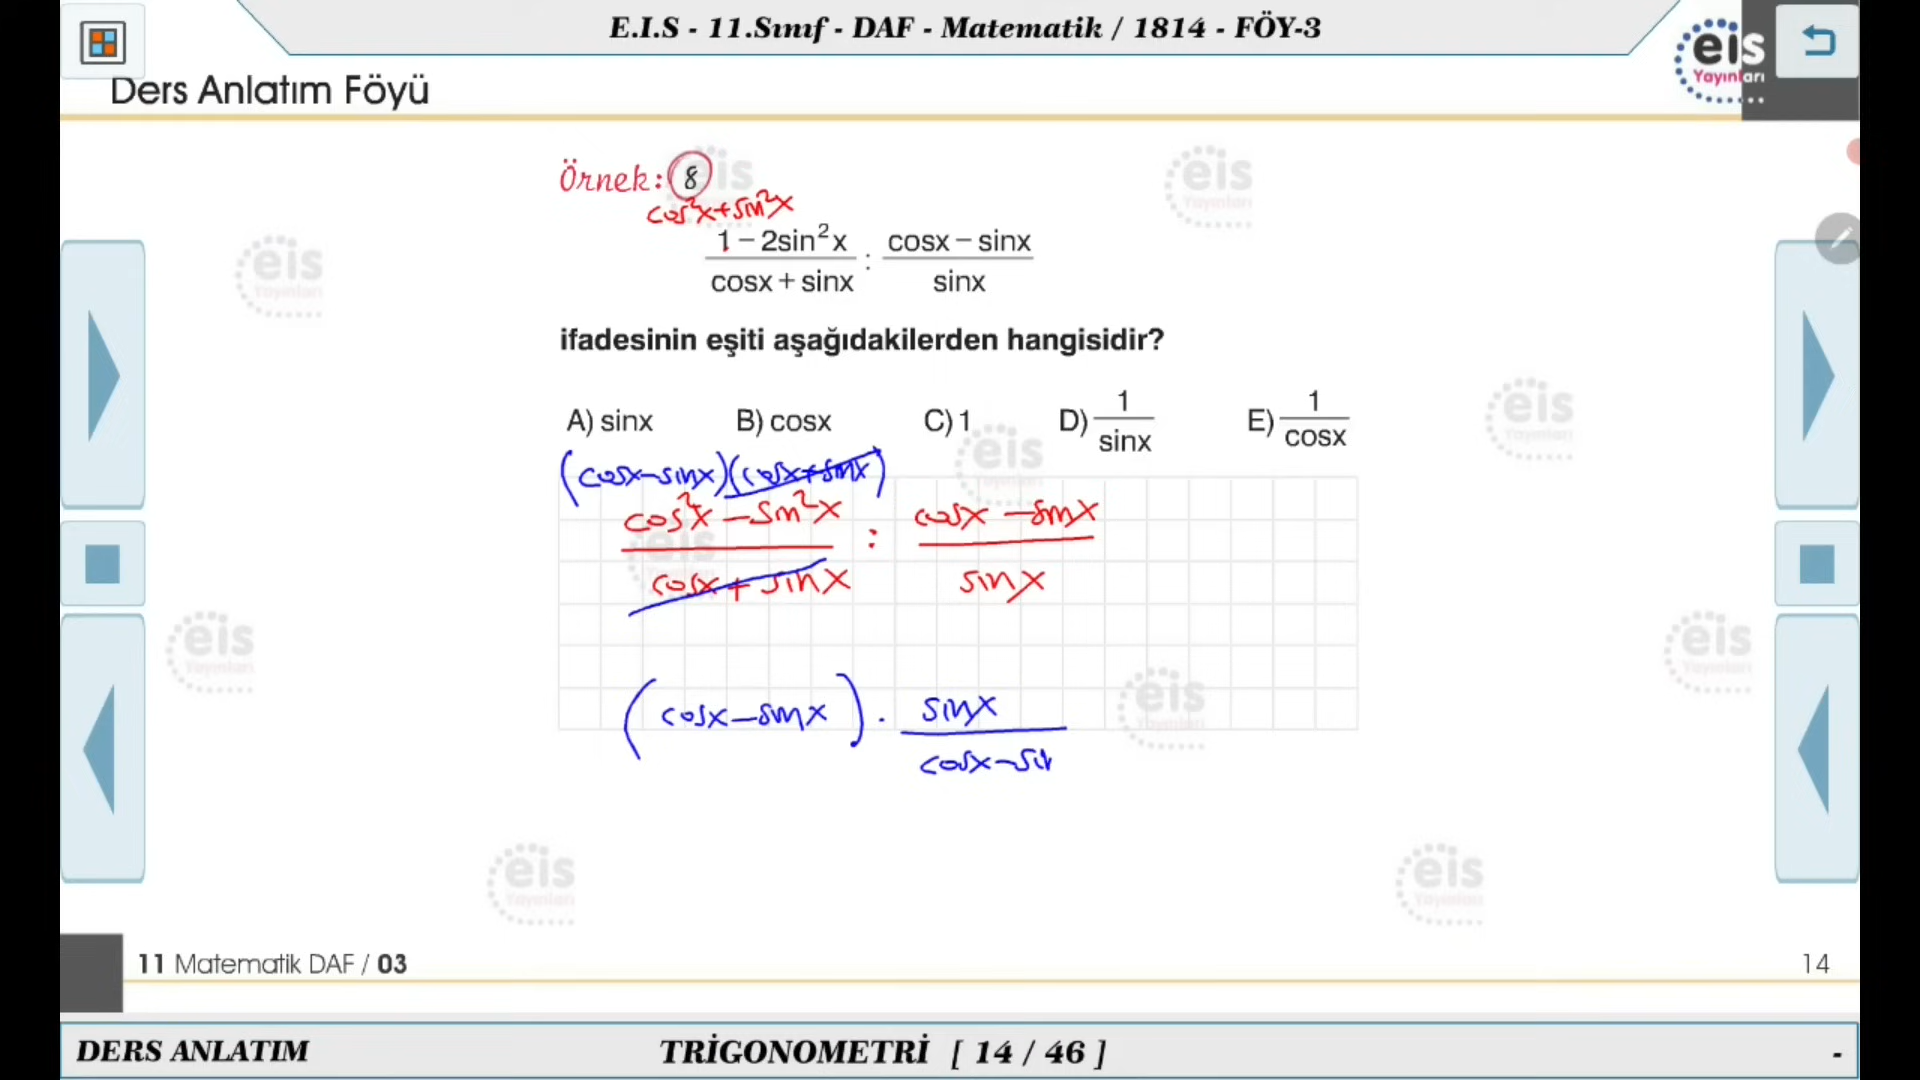 E.I.S - 11.Sınıf - DAF - Matematik / 1814 - FÖY-3
eis
Yayınları
Ders Anlatım Föyü
Örnek: 8
cos²x+sin²x
1 − 2sin²x / cosx + sinx : cosx − sinx / sinx
ifadesinin eşiti aşağıdakilerden hangisidir?
A) sinx B) cosx C) 1 D) 1/sinx E) 1/cosx
(cosx−sinx)(cosx+sinx)
cos²x − sin²x / cosx + sinx : cosx − sinx / sinx
(cosx−sinx) · sinx / cosx−sin
11 Matematik DAF / 03
14
DERS ANLATIM
TRİGONOMETRİ [ 14 / 46 ]
-